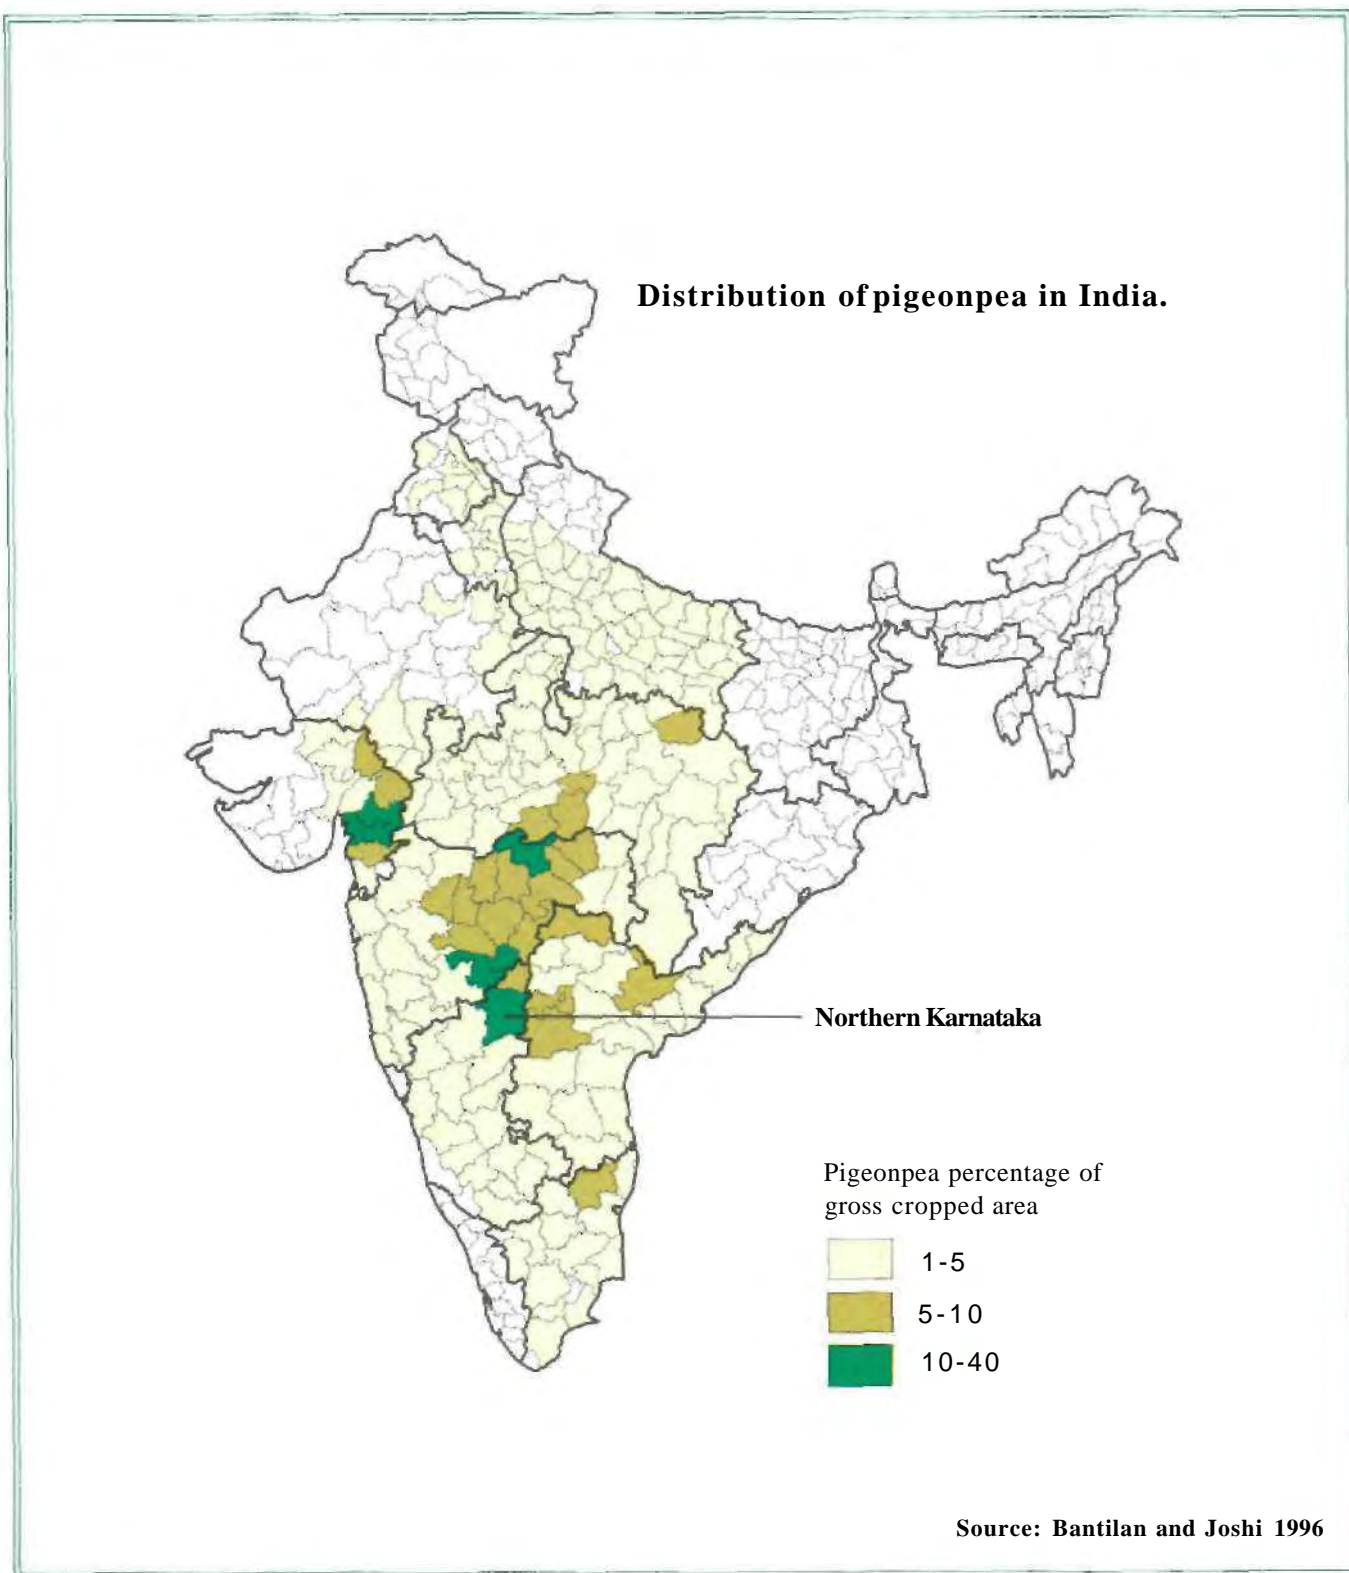 Distribution of pigeonpea in India.
Northern Karnataka
Pigeonpea percentage of
gross cropped area
1-5
5-10
10-40
Source: Bantilan and Joshi 1996